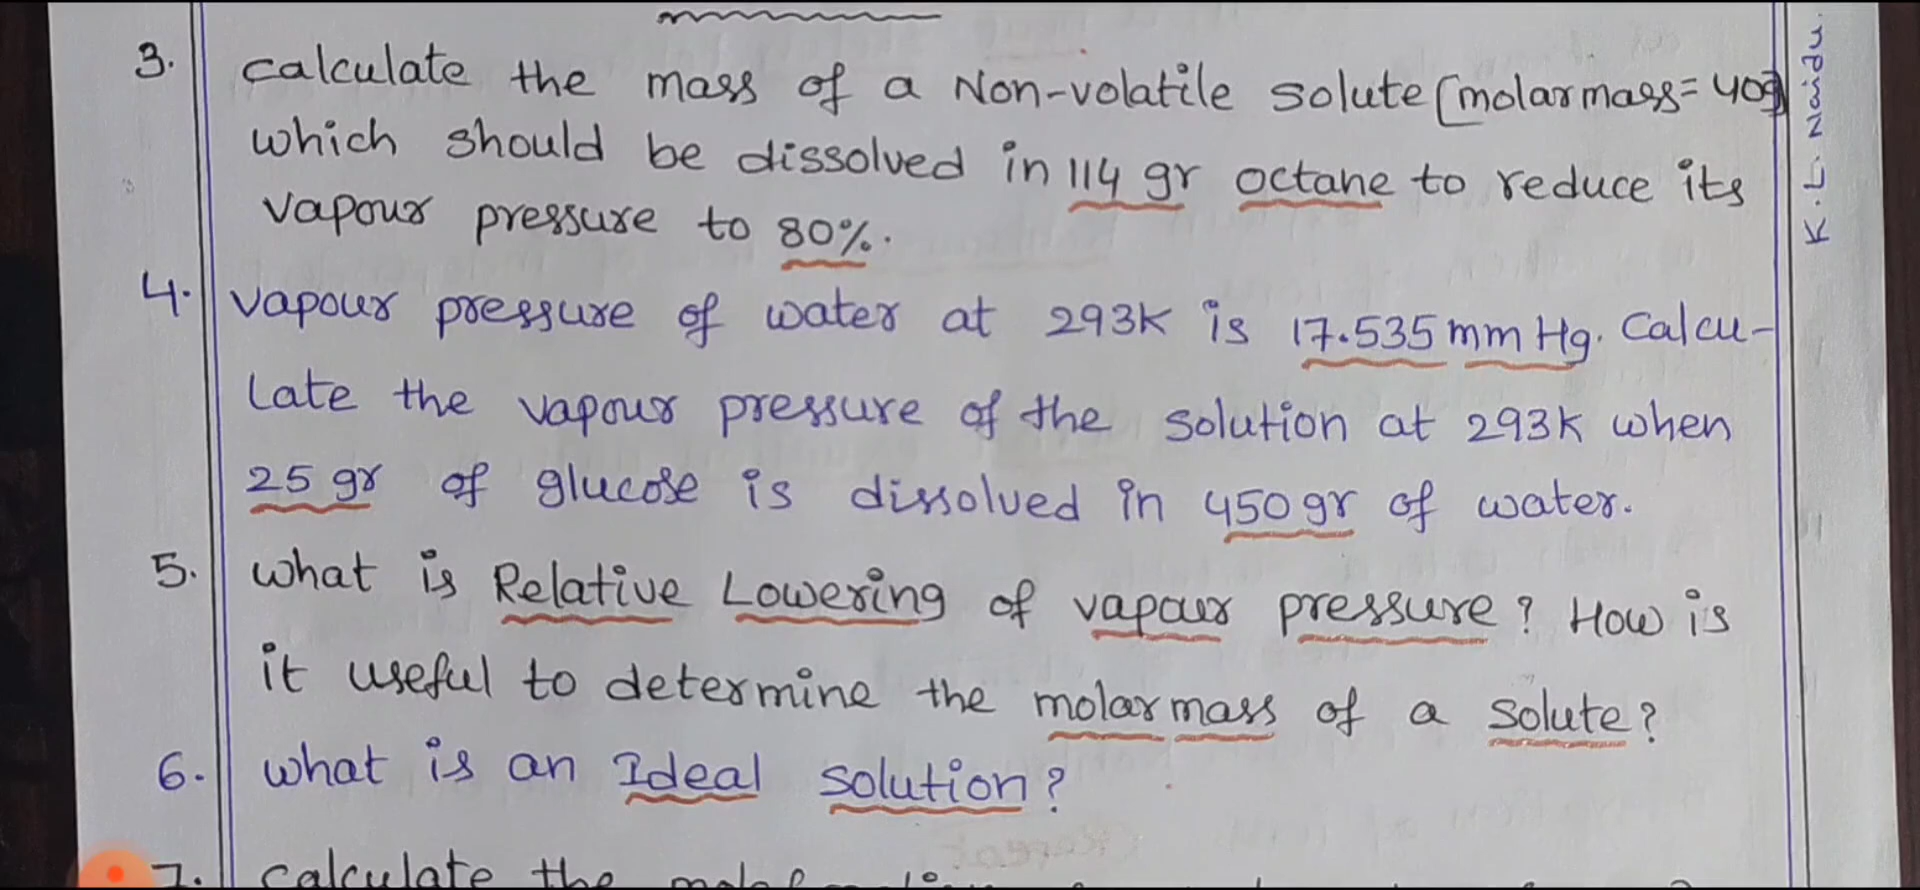 3. calculate the mass of a Non-volatile solute (molar mass = 40g)
which should be dissolved in 114 gr octane to reduce its
vapour pressure to 80%.
4. vapour pressure of water at 293K is 17.535 mm Hg. Calcu-
late the vapour pressure of the solution at 293K when
25 gr of glucose is dissolved in 450 gr of water.
5. what is Relative Lowering of vapour pressure? How is
it useful to determine the molar mass of a solute?
6. what is an Ideal solution?
7. calculate the
K. L. Naidu.